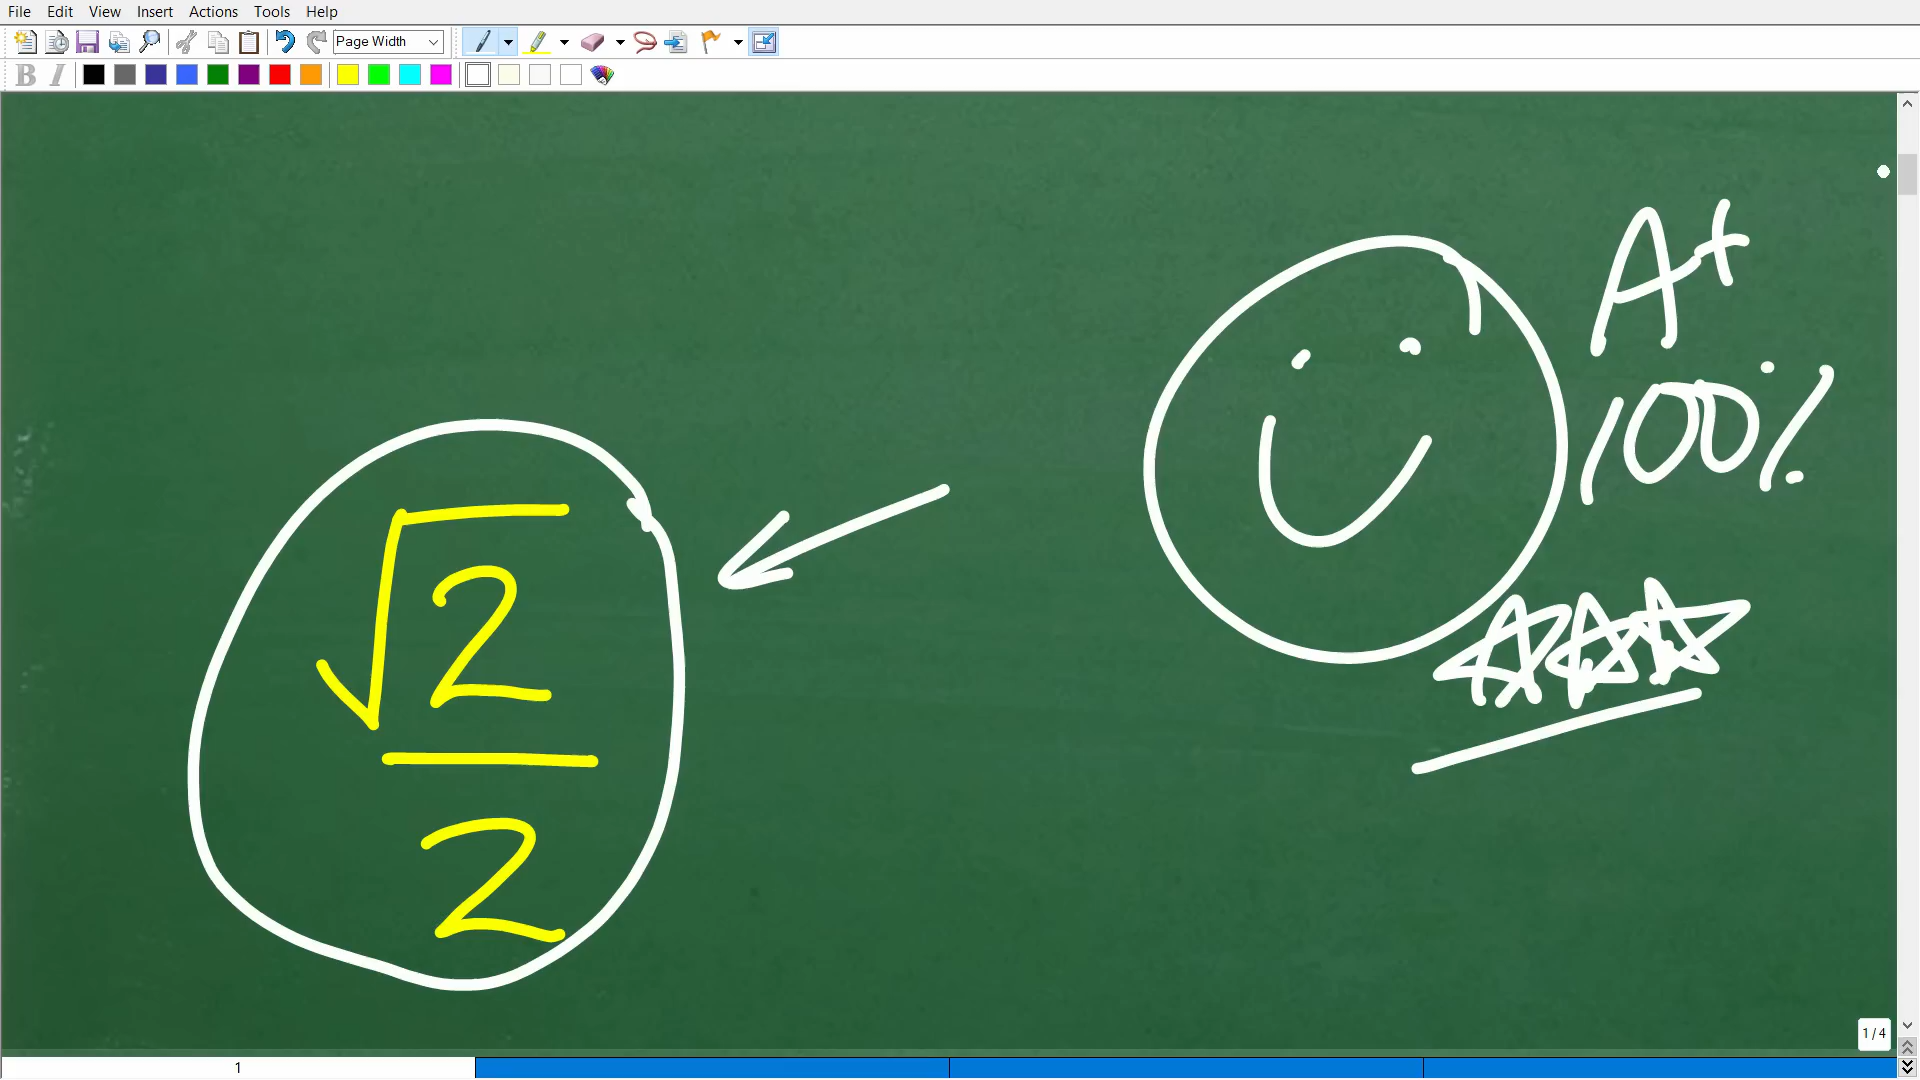 File Edit View Insert Actions Tools Help
Page Width
B I
A+
100%
√2
2
1 / 4
1